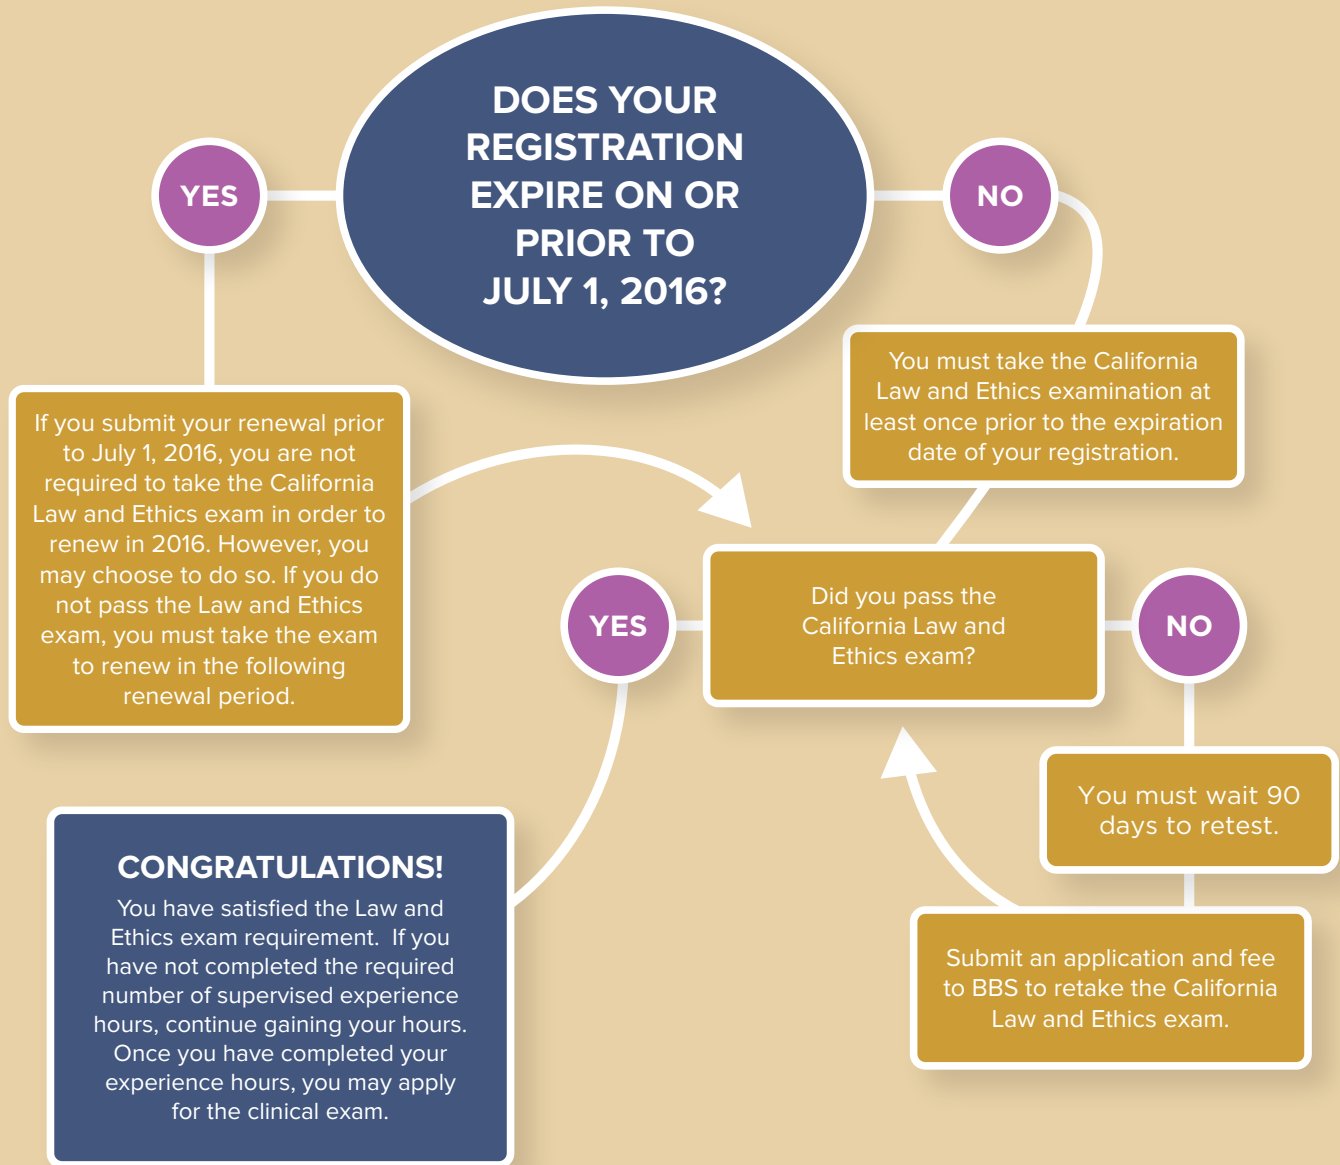 DOES YOUR
REGISTRATION
EXPIRE ON OR
PRIOR TO
JULY 1, 2016?
YES
NO
If you submit your renewal prior
to July 1, 2016, you are not
required to take the California
Law and Ethics exam in order to
renew in 2016. However, you
may choose to do so. If you do
not pass the Law and Ethics
exam, you must take the exam
to renew in the following
renewal period.
You must take the California
Law and Ethics examination at
least once prior to the expiration
date of your registration.
Did you pass the
California Law and
Ethics exam?
YES
NO
You must wait 90
days to retest.
Submit an application and fee
to BBS to retake the California
Law and Ethics exam.
CONGRATULATIONS!
You have satisfied the Law and
Ethics exam requirement.  If you
have not completed the required
number of supervised experience
hours, continue gaining your hours.
Once you have completed your
experience hours, you may apply
for the clinical exam.